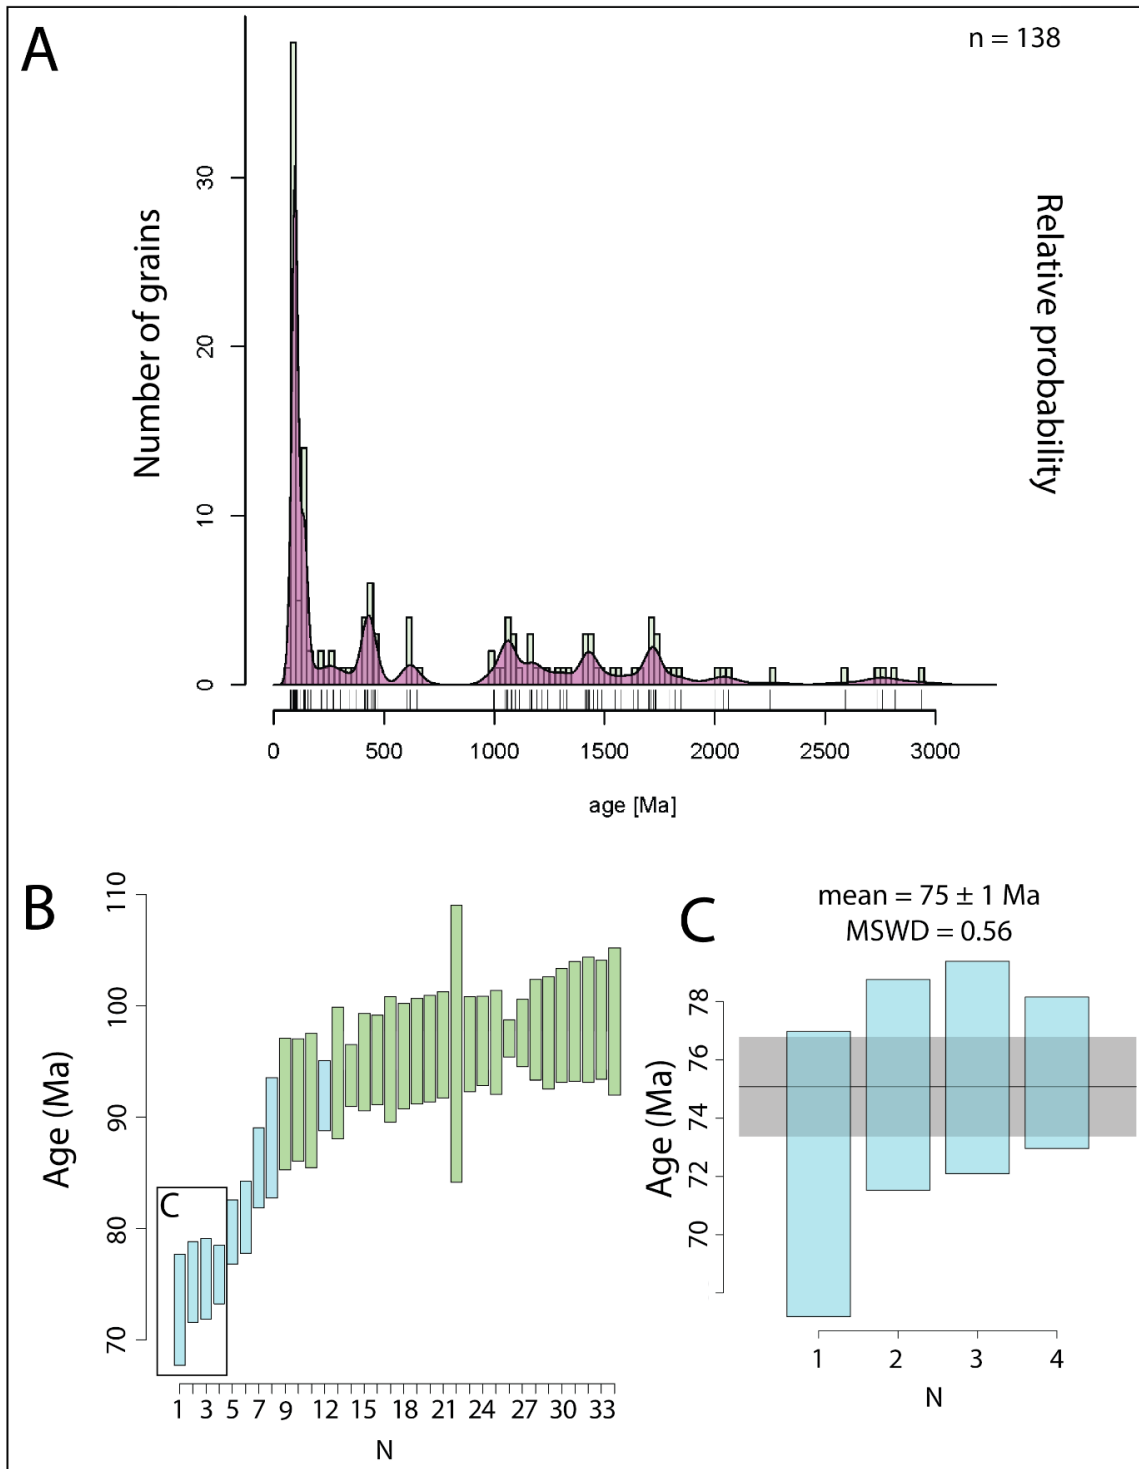 A
n = 138
Number of grains
Relative probability
30
20
10
0
0 500 1000 1500 2000 2500 3000
age [Ma]
B
Age (Ma)
110
100
90
80
70
C
1 3 5 7 9 12 15 18 21 24 27 30 33
N
C
mean = 75 ± 1 Ma
MSWD = 0.56
Age (Ma)
78
76
74
72
70
1 2 3 4
N